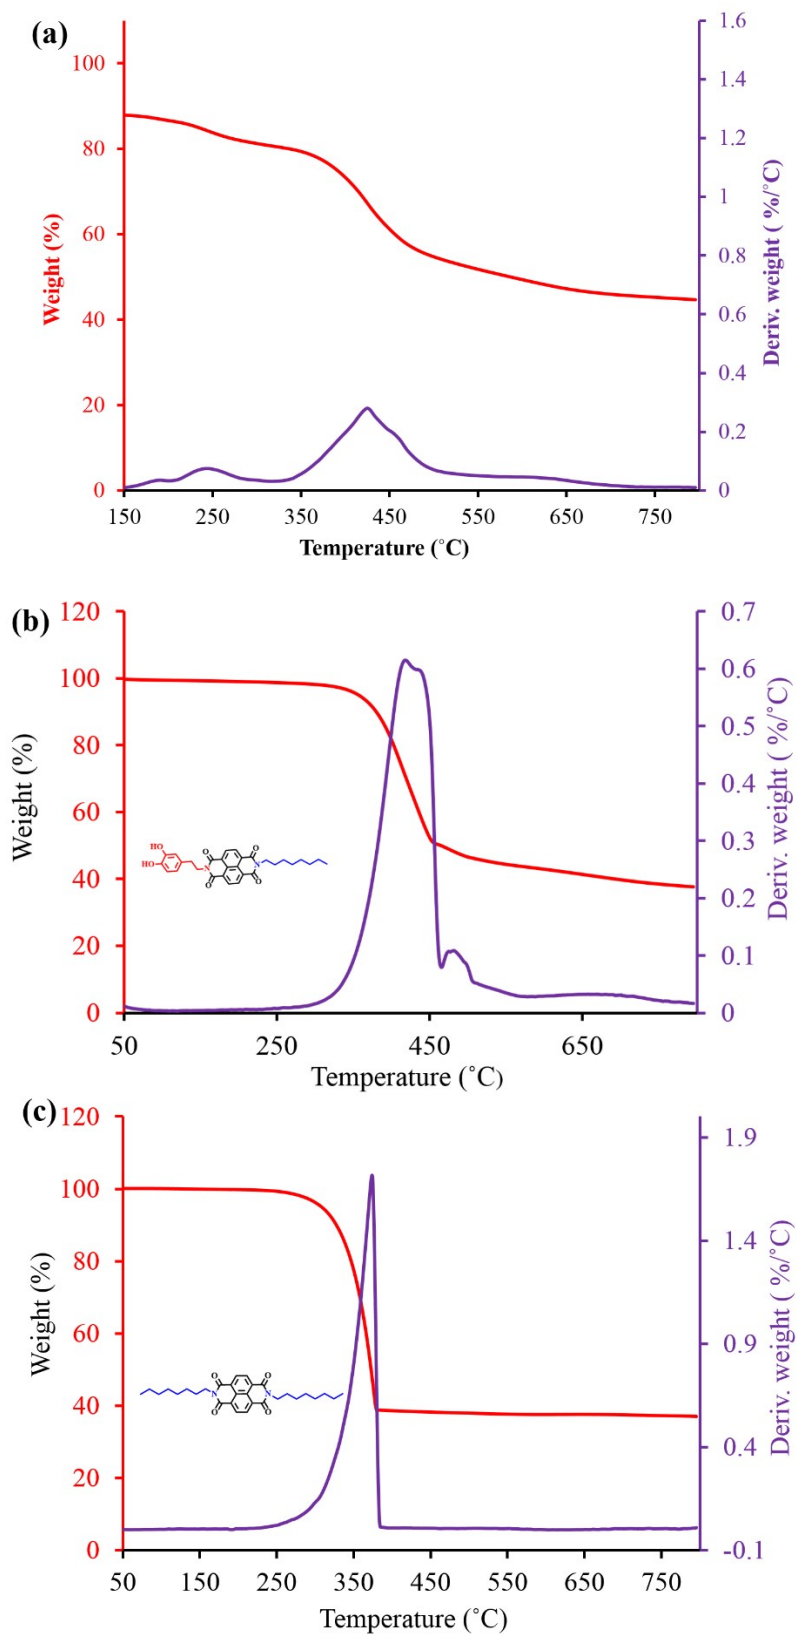 (a)
1.6
100
1.4
80
1.2
60
1
0.8
40
0.6
0.4
20
0.2
0
0
Weight (%)
Deriv. weight ( %/˚C)
150 250 350 450 550 650 750
Temperature (˚C)
(b)
120
0.7
100
0.6
80
0.5
60
0.4
0.3
40
0.2
20
0.1
0
0
Weight (%)
Deriv. weight ( %/˚C)
HO
HO
O
O
N
N
O
O
50 250 450 650
Temperature (˚C)
(c)
120
1.9
100
80
1.4
60
0.9
40
0.4
20
0
-0.1
Weight (%)
Deriv. weight ( %/˚C)
O
O
N
N
O
O
50 150 250 350 450 550 650 750
Temperature (˚C)